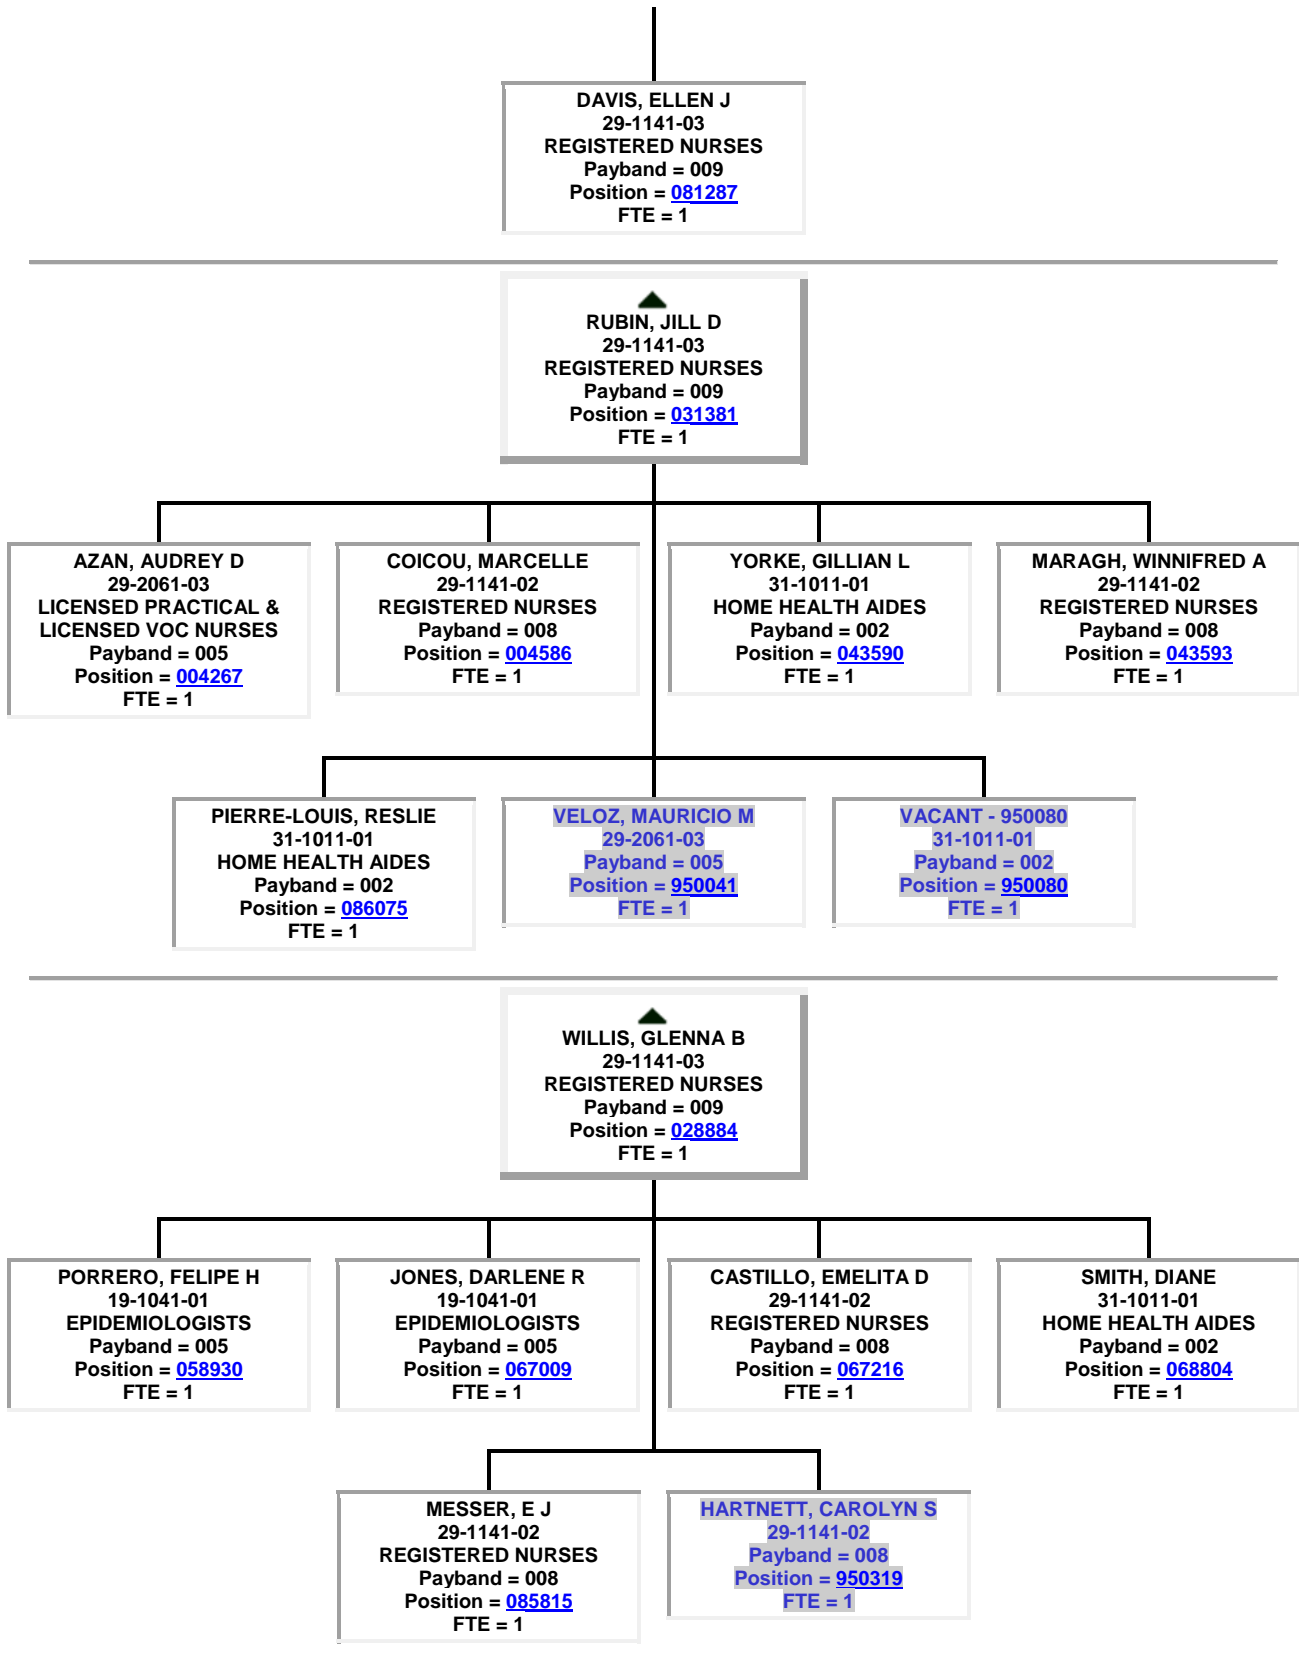 DAVIS, ELLEN J
29-1141-03
REGISTERED NURSES
Payband = 009
Position = 081287
FTE = 1
RUBIN, JILL D
29-1141-03
REGISTERED NURSES
Payband = 009
Position = 031381
FTE = 1
AZAN, AUDREY D
29-2061-03
LICENSED PRACTICAL &
LICENSED VOC NURSES
Payband = 005
Position = 004267
FTE = 1
COICOU, MARCELLE
29-1141-02
REGISTERED NURSES
Payband = 008
Position = 004586
FTE = 1
YORKE, GILLIAN L
31-1011-01
HOME HEALTH AIDES
Payband = 002
Position = 043590
FTE = 1
MARAGH, WINNIFRED A
29-1141-02
REGISTERED NURSES
Payband = 008
Position = 043593
FTE = 1
PIERRE-LOUIS, RESLIE
31-1011-01
HOME HEALTH AIDES
Payband = 002
Position = 086075
FTE = 1
VELOZ, MAURICIO M
29-2061-03
Payband = 005
Position = 950041
FTE = 1
VACANT - 950080
31-1011-01
Payband = 002
Position = 950080
FTE = 1
WILLIS, GLENNA B
29-1141-03
REGISTERED NURSES
Payband = 009
Position = 028884
FTE = 1
PORRERO, FELIPE H
19-1041-01
EPIDEMIOLOGISTS
Payband = 005
Position = 058930
FTE = 1
JONES, DARLENE R
19-1041-01
EPIDEMIOLOGISTS
Payband = 005
Position = 067009
FTE = 1
CASTILLO, EMELITA D
29-1141-02
REGISTERED NURSES
Payband = 008
Position = 067216
FTE = 1
SMITH, DIANE
31-1011-01
HOME HEALTH AIDES
Payband = 002
Position = 068804
FTE = 1
MESSER, E J
29-1141-02
REGISTERED NURSES
Payband = 008
Position = 085815
FTE = 1
HARTNETT, CAROLYN S
29-1141-02
Payband = 008
Position = 950319
FTE = 1